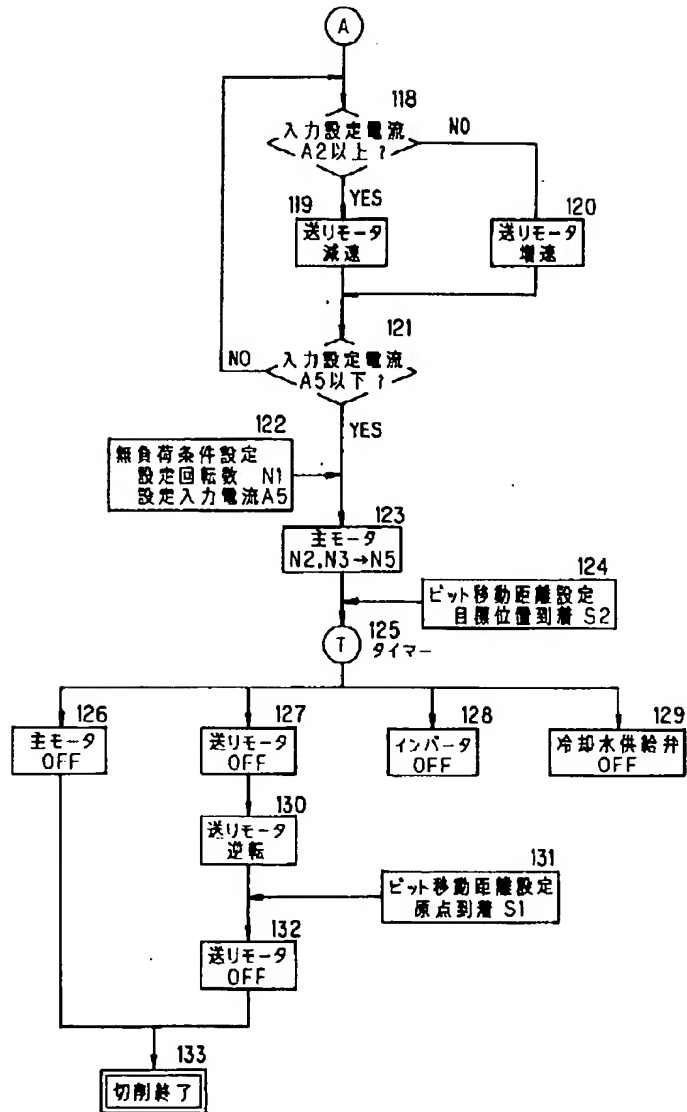 A
118
入力設定電流
A2以上？
NO
YES
119
送りモータ
減速
120
送りモータ
増速
121
入力設定電流
A5以下？
NO
YES
122
無負荷条件設定
設定回転数 N1
設定入力電流A5
123
主モータ
N2.N3→N5
124
ビット移動距離設定
目標位置到着 S2
T
125
タイマー
126
主モータ
OFF
127
送りモータ
OFF
128
インバータ
OFF
129
冷却水供給弁
OFF
130
送りモータ
逆転
131
ビット移動距離設定
原点到着 S1
132
送りモータ
OFF
133
切削終了